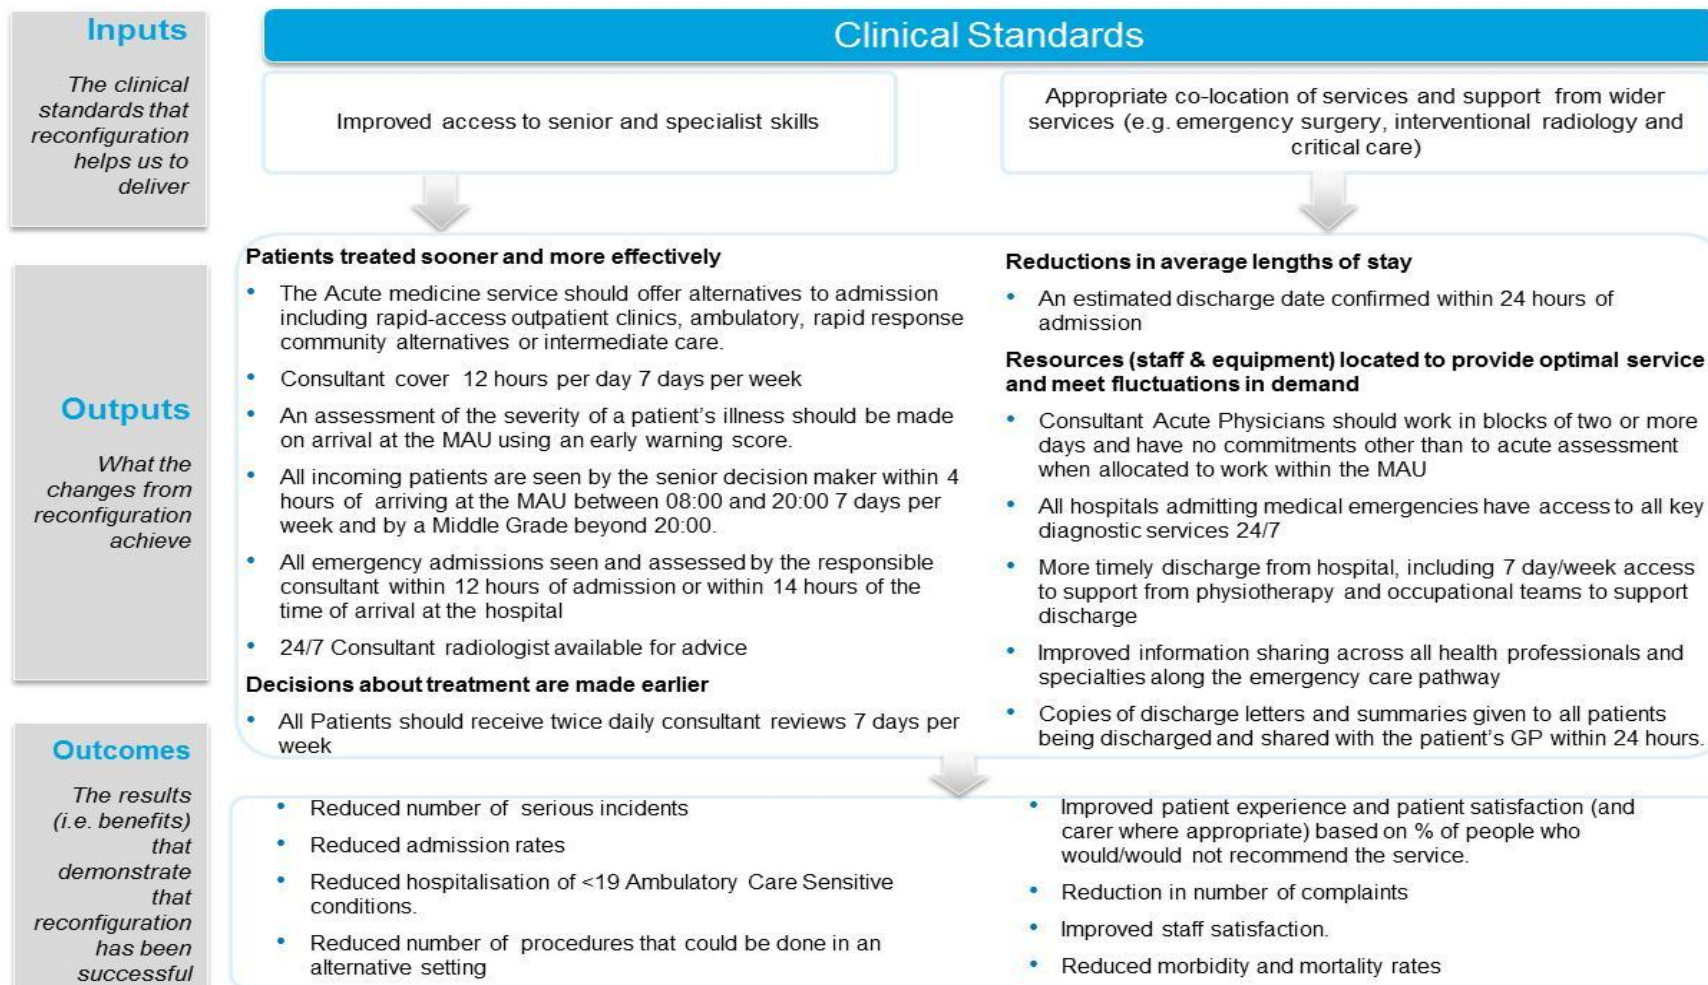 Inputs
The clinical
standards that
reconfiguration
helps us to
deliver
Clinical Standards
Improved access to senior and specialist skills
Appropriate co-location of services and support from wider
services (e.g. emergency surgery, interventional radiology and
critical care)
Outputs
What the
changes from
reconfiguration
achieve
Patients treated sooner and more effectively
• The Acute medicine service should offer alternatives to admission
including rapid-access outpatient clinics, ambulatory, rapid response
community alternatives or intermediate care.
• Consultant cover 12 hours per day 7 days per week
• An assessment of the severity of a patient's illness should be made
on arrival at the MAU using an early warning score.
• All incoming patients are seen by the senior decision maker within 4
hours of arriving at the MAU between 08:00 and 20:00 7 days per
week and by a Middle Grade beyond 20:00.
• All emergency admissions seen and assessed by the responsible
consultant within 12 hours of admission or within 14 hours of the
time of arrival at the hospital
• 24/7 Consultant radiologist available for advice
Decisions about treatment are made earlier
• All Patients should receive twice daily consultant reviews 7 days per
week
Reductions in average lengths of stay
• An estimated discharge date confirmed within 24 hours of
admission
Resources (staff & equipment) located to provide optimal service
and meet fluctuations in demand
• Consultant Acute Physicians should work in blocks of two or more
days and have no commitments other than to acute assessment
when allocated to work within the MAU
• All hospitals admitting medical emergencies have access to all key
diagnostic services 24/7
• More timely discharge from hospital, including 7 day/week access
to support from physiotherapy and occupational teams to support
discharge
• Improved information sharing across all health professionals and
specialties along the emergency care pathway
• Copies of discharge letters and summaries given to all patients
being discharged and shared with the patient's GP within 24 hours.
Outcomes
The results
(i.e. benefits)
that
demonstrate
that
reconfiguration
has been
successful
• Reduced number of serious incidents
• Reduced admission rates
• Reduced hospitalisation of <19 Ambulatory Care Sensitive
conditions.
• Reduced number of procedures that could be done in an
alternative setting
• Improved patient experience and patient satisfaction (and
carer where appropriate) based on % of people who
would/would not recommend the service.
• Reduction in number of complaints
• Improved staff satisfaction.
• Reduced morbidity and mortality rates